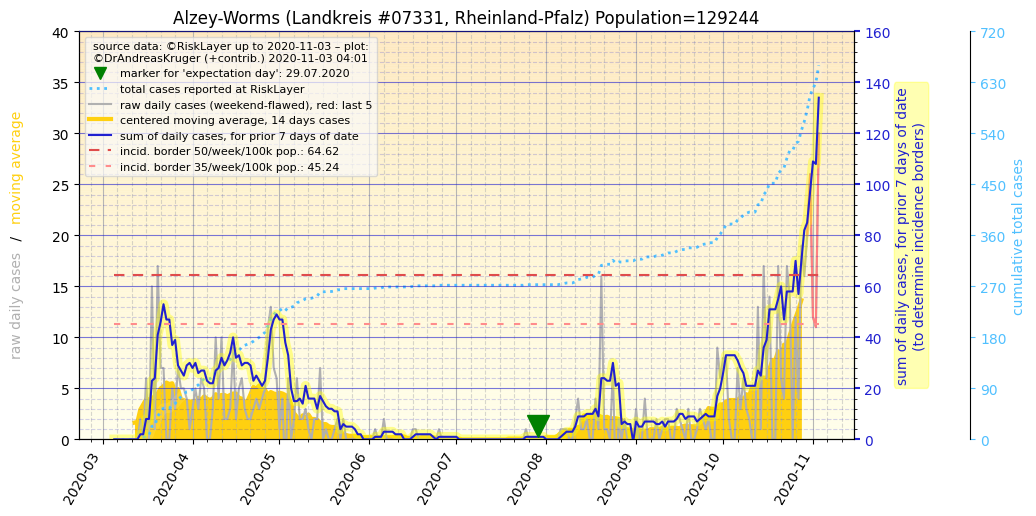 Alzey-Worms (Landkreis #07331, Rheinland-Pfalz) Population=129244
source data: ©RiskLayer up to 2020-11-03 – plot:
©DrAndreasKruger (+contrib.) 2020-11-03 04:01
marker for 'expectation day': 29.07.2020
total cases reported at RiskLayer
raw daily cases (weekend-flawed), red: last 5
centered moving average, 14 days cases
sum of daily cases, for prior 7 days of date
incid. border 50/week/100k pop.: 64.62
incid. border 35/week/100k pop.: 45.24
raw daily cases / moving average
40
35
30
25
20
15
10
5
0
160
140
120
100
80
60
40
20
0
sum of daily cases, for prior 7 days of date
(to determine incidence borders)
720
630
540
450
360
270
180
90
0
cumulative total cases
2020-03
2020-04
2020-05
2020-06
2020-07
2020-08
2020-09
2020-10
2020-11